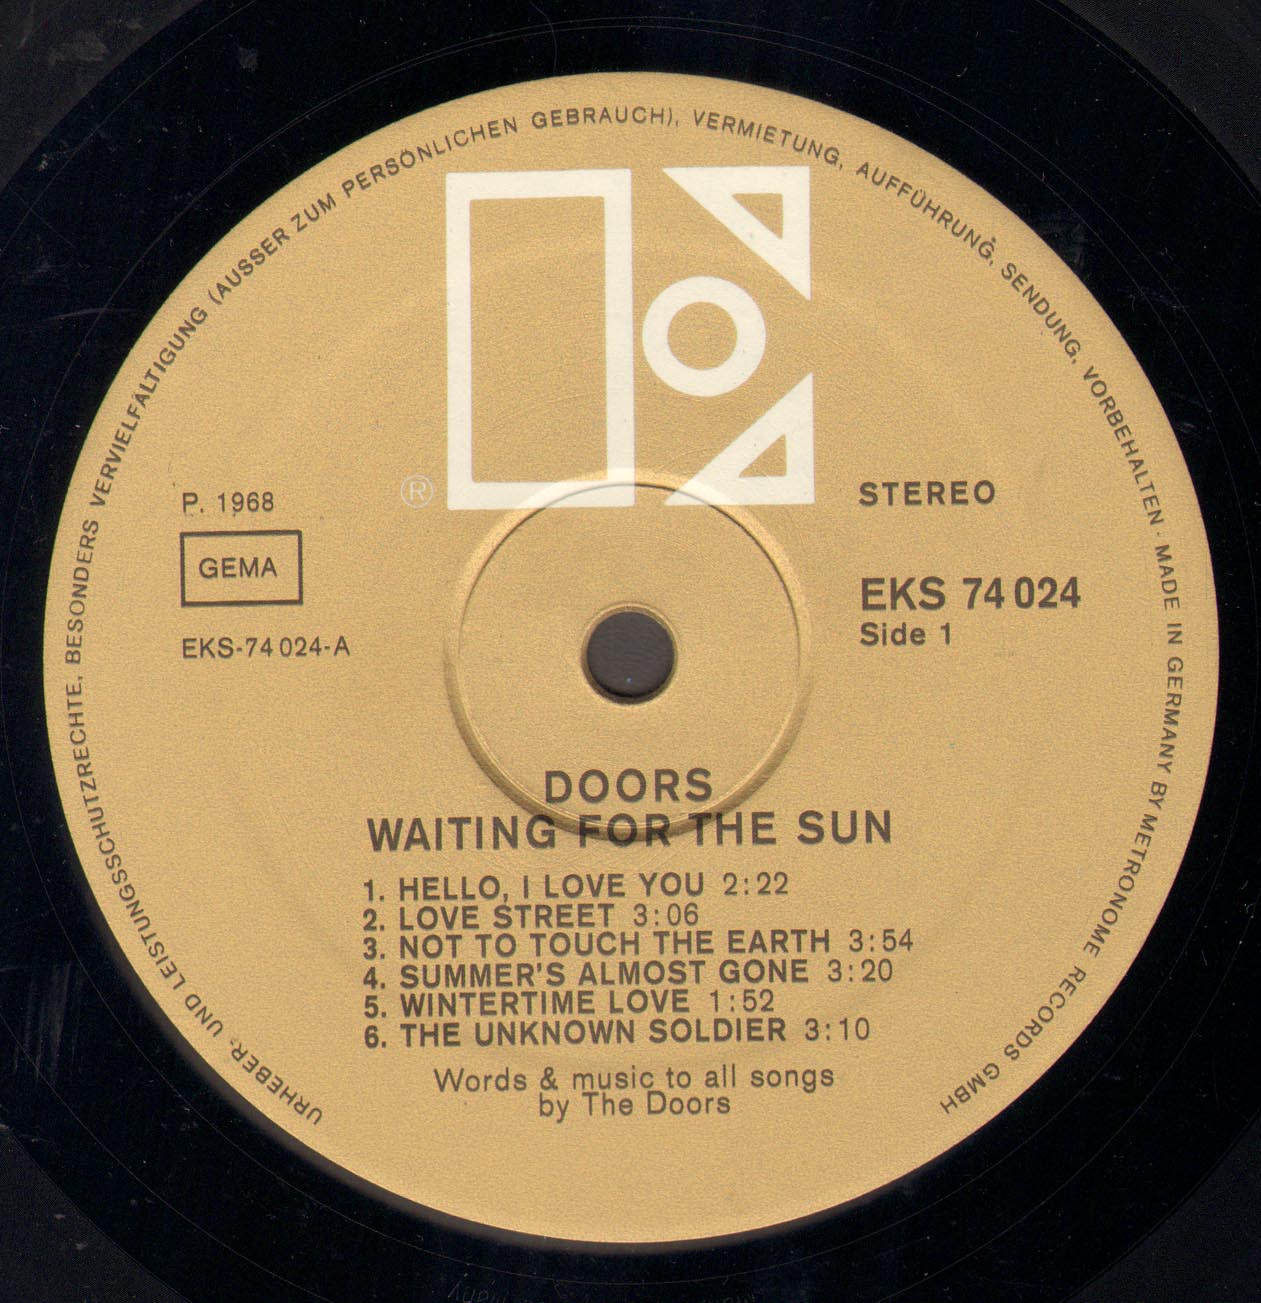 URHEBER- UND LEISTUNGSSCHUTZRECHTE, BESONDERS VERVIELFÄLTIGUNG (AUSSER ZUM PERSÖNLICHEN GEBRAUCH), VERMIETUNG, AUFFÜHRUNG, SENDUNG, VORBEHALTEN · MADE IN GERMANY BY METRONOME RECORDS GMBH
®
P. 1968
STEREO
GEMA
EKS 74 024
EKS-74 024-A
Side 1
DOORS
WAITING FOR THE SUN
1. HELLO, I LOVE YOU 2:22
2. LOVE STREET 3:06
3. NOT TO TOUCH THE EARTH 3:54
4. SUMMER'S ALMOST GONE 3:20
5. WINTERTIME LOVE 1:52
6. THE UNKNOWN SOLDIER 3:10
Words & music to all songs
by The Doors